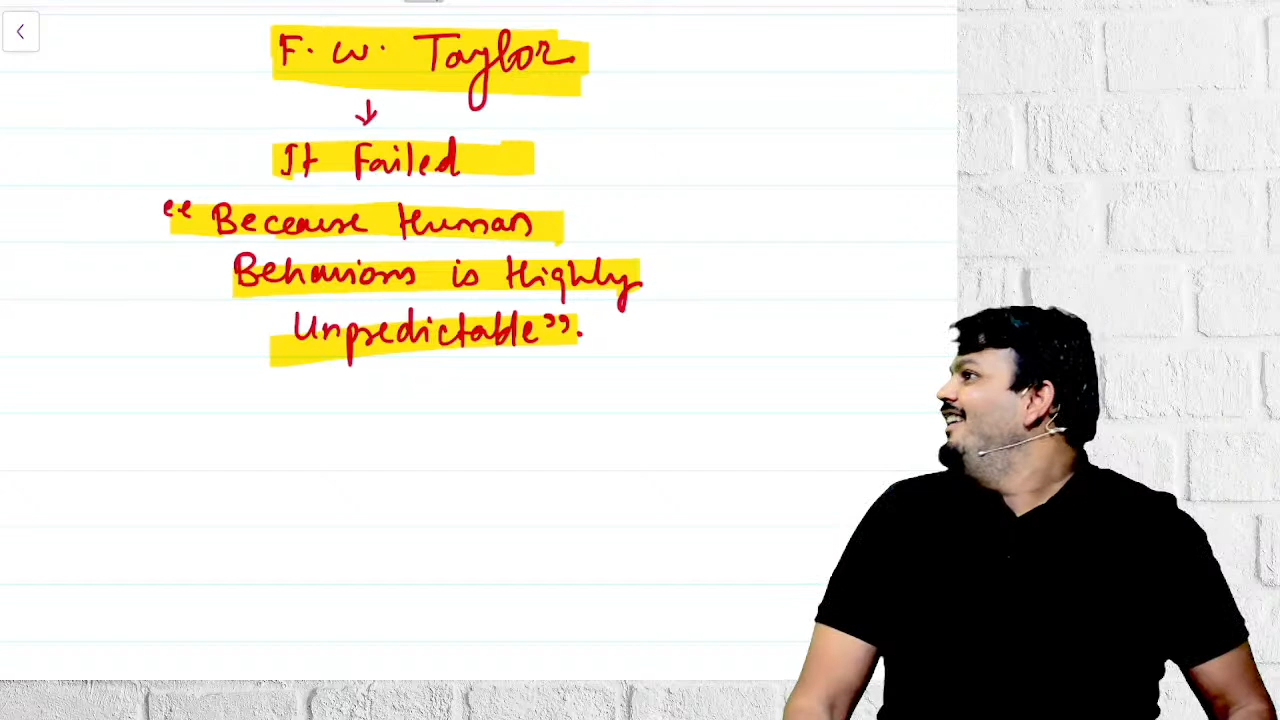 F. W. Taylor
↓
It Failed
“ Because Human
Behaviors is Highly
Unpredictable”.